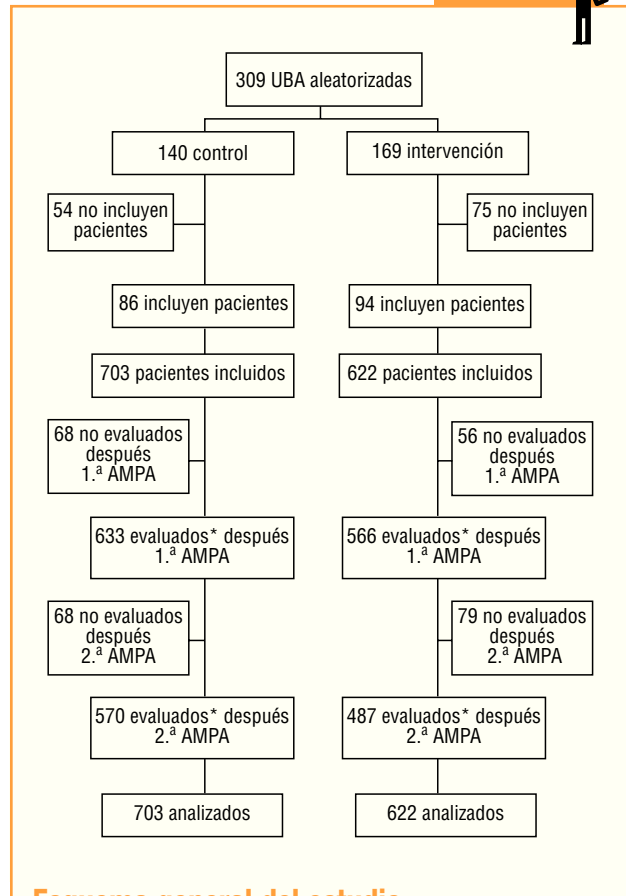 309 UBA aleatorizadas
140 control
169 intervención
54 no incluyen
pacientes
75 no incluyen
pacientes
86 incluyen pacientes
94 incluyen pacientes
703 pacientes incluidos
622 pacientes incluidos
68 no evaluados
después
1.ª AMPA
56 no evaluados
después
1.ª AMPA
633 evaluados* después
1.ª AMPA
566 evaluados* después
1.ª AMPA
68 no evaluados
después
2.ª AMPA
79 no evaluados
después
2.ª AMPA
570 evaluados* después
2.ª AMPA
487 evaluados* después
2.ª AMPA
703 analizados
622 analizados
Esquema general del estudio